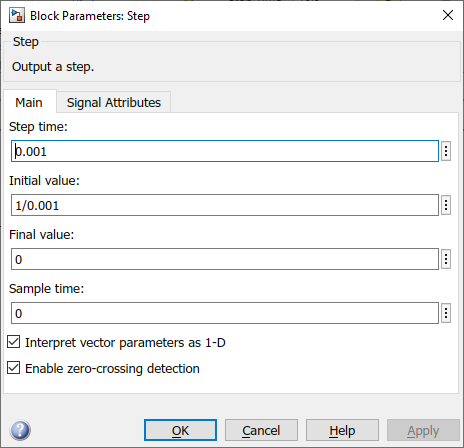 Block Parameters: Step
Step
Output a step.
Main Signal Attributes
Step time:
0.001
Initial value:
1/0.001
Final value:
0
Sample time:
0
Interpret vector parameters as 1-D
Enable zero-crossing detection
? OK Cancel Help Apply